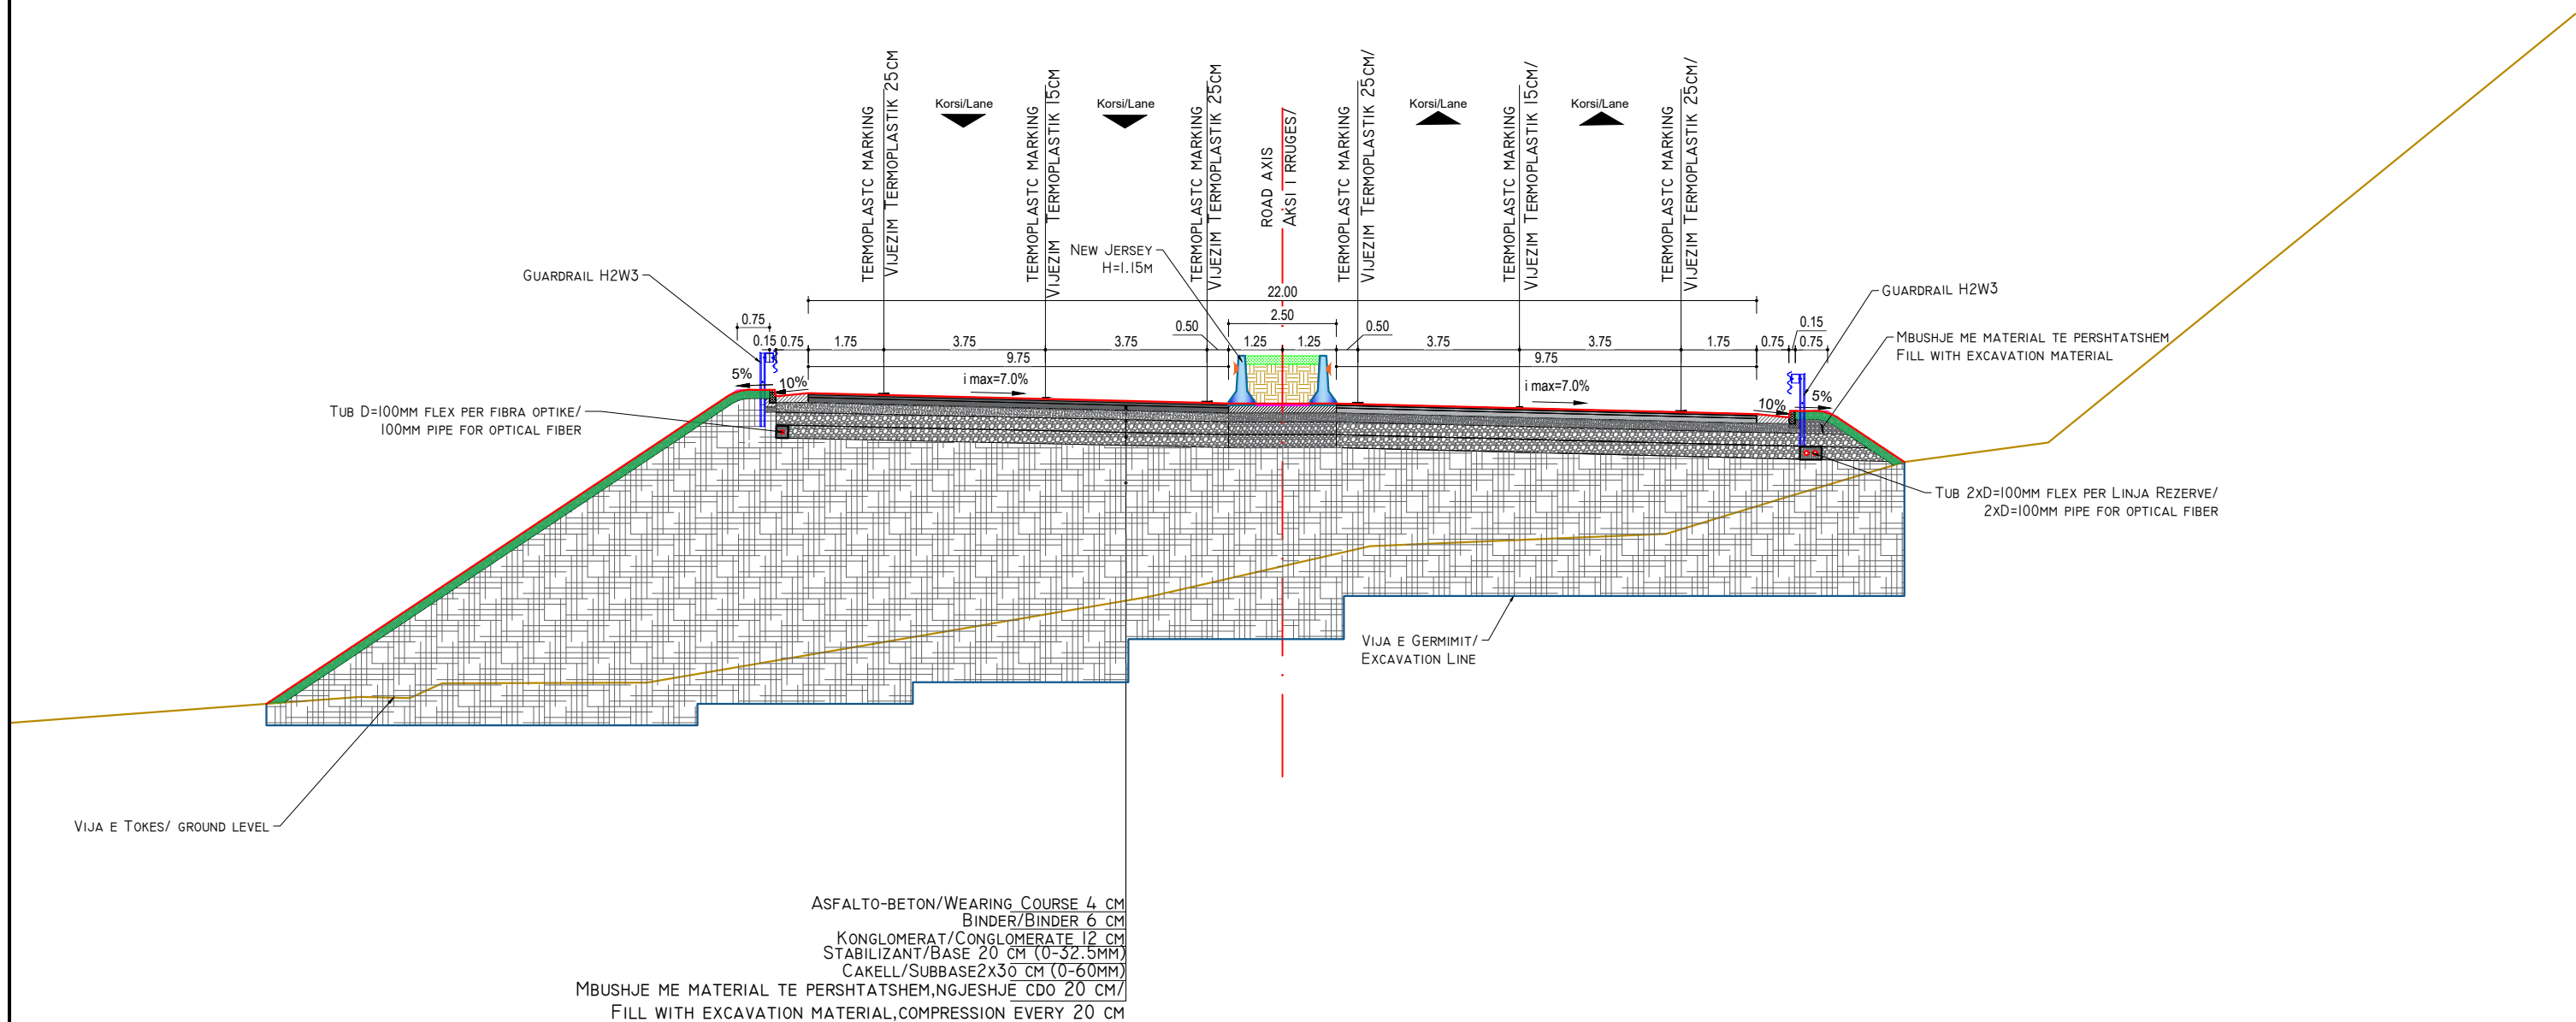 Korsi/Lane
Korsi/Lane
Korsi/Lane
Korsi/Lane
TERMOPLASTC MARKING
VIJEZIM TERMOPLASTIK 25CM
TERMOPLASTC MARKING
VIJEZIM TERMOPLASTIK 15CM
TERMOPLASTC MARKING
VIJEZIM TERMOPLASTIK 25CM
ROAD AXIS
AKSI I RRUGES/
TERMOPLASTC MARKING
VIJEZIM TERMOPLASTIK 25CM/
TERMOPLASTC MARKING
VIJEZIM TERMOPLASTIK 15CM/
TERMOPLASTC MARKING
VIJEZIM TERMOPLASTIK 25CM/
NEW JERSEY
H=1.15M
GUARDRAIL H2W3
GUARDRAIL H2W3
22.00
2.50
0.75
0.15 0.75 1.75 3.75 3.75 0.50 1.25 1.25 0.50 3.75 3.75 1.75 0.75 0.15 0.75
9.75
9.75
5%
10%
i max=7.0%
i max=7.0%
10%
5%
MBUSHJE ME MATERIAL TE PERSHTATSHEM
FILL WITH EXCAVATION MATERIAL
TUB D=100MM FLEX PER FIBRA OPTIKE/
100MM PIPE FOR OPTICAL FIBER
TUB 2XD=100MM FLEX PER LINJA REZERVE/
2XD=100MM PIPE FOR OPTICAL FIBER
VIJA E GERMIMIT/
EXCAVATION LINE
VIJA E TOKES/ GROUND LEVEL
ASFALTO-BETON/WEARING COURSE 4 CM
BINDER/BINDER 6 CM
KONGLOMERAT/CONGLOMERATE 12 CM
STABILIZANT/BASE 20 CM (0-32.5MM)
CAKELL/SUBBASE2X30 CM (0-60MM)
MBUSHJE ME MATERIAL TE PERSHTATSHEM,NGJESHJE CDO 20 CM/
FILL WITH EXCAVATION MATERIAL,COMPRESSION EVERY 20 CM